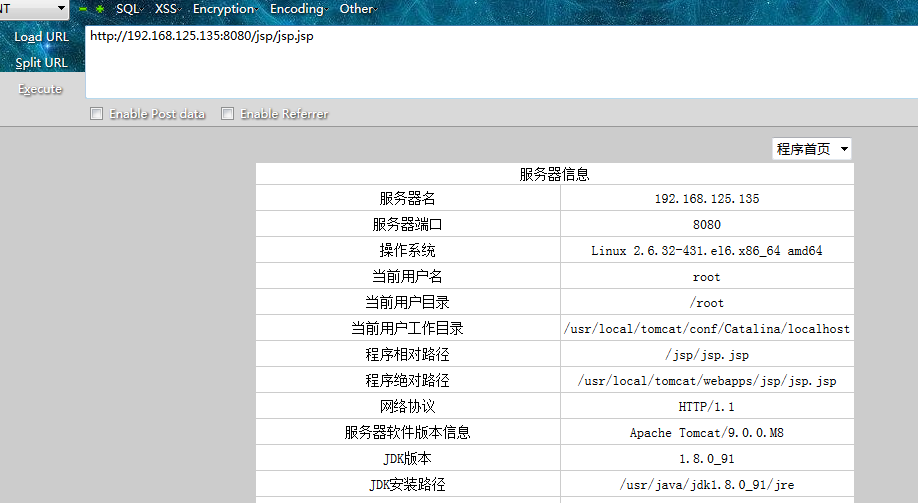 NT SQL XSS Encryption Encoding Other
Load URL
http://192.168.125.135:8080/jsp/jsp.jsp
Split URL
Execute
Enable Post data Enable Referrer
程序首页
服务器信息
服务器名 192.168.125.135
服务器端口 8080
操作系统 Linux 2.6.32-431.el6.x86_64 amd64
当前用户名 root
当前用户目录 /root
当前用户工作目录 /usr/local/tomcat/conf/Catalina/localhost
程序相对路径 /jsp/jsp.jsp
程序绝对路径 /usr/local/tomcat/webapps/jsp/jsp.jsp
网络协议 HTTP/1.1
服务器软件版本信息 Apache Tomcat/9.0.0.M8
JDK版本 1.8.0_91
JDK安装路径 /usr/java/jdk1.8.0_91/jre